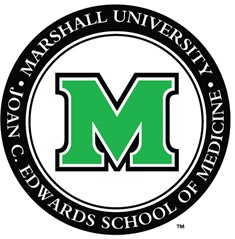 • MARSHALL UNIVERSITY •
JOAN C. EDWARDS SCHOOL OF MEDICINE
M
TM